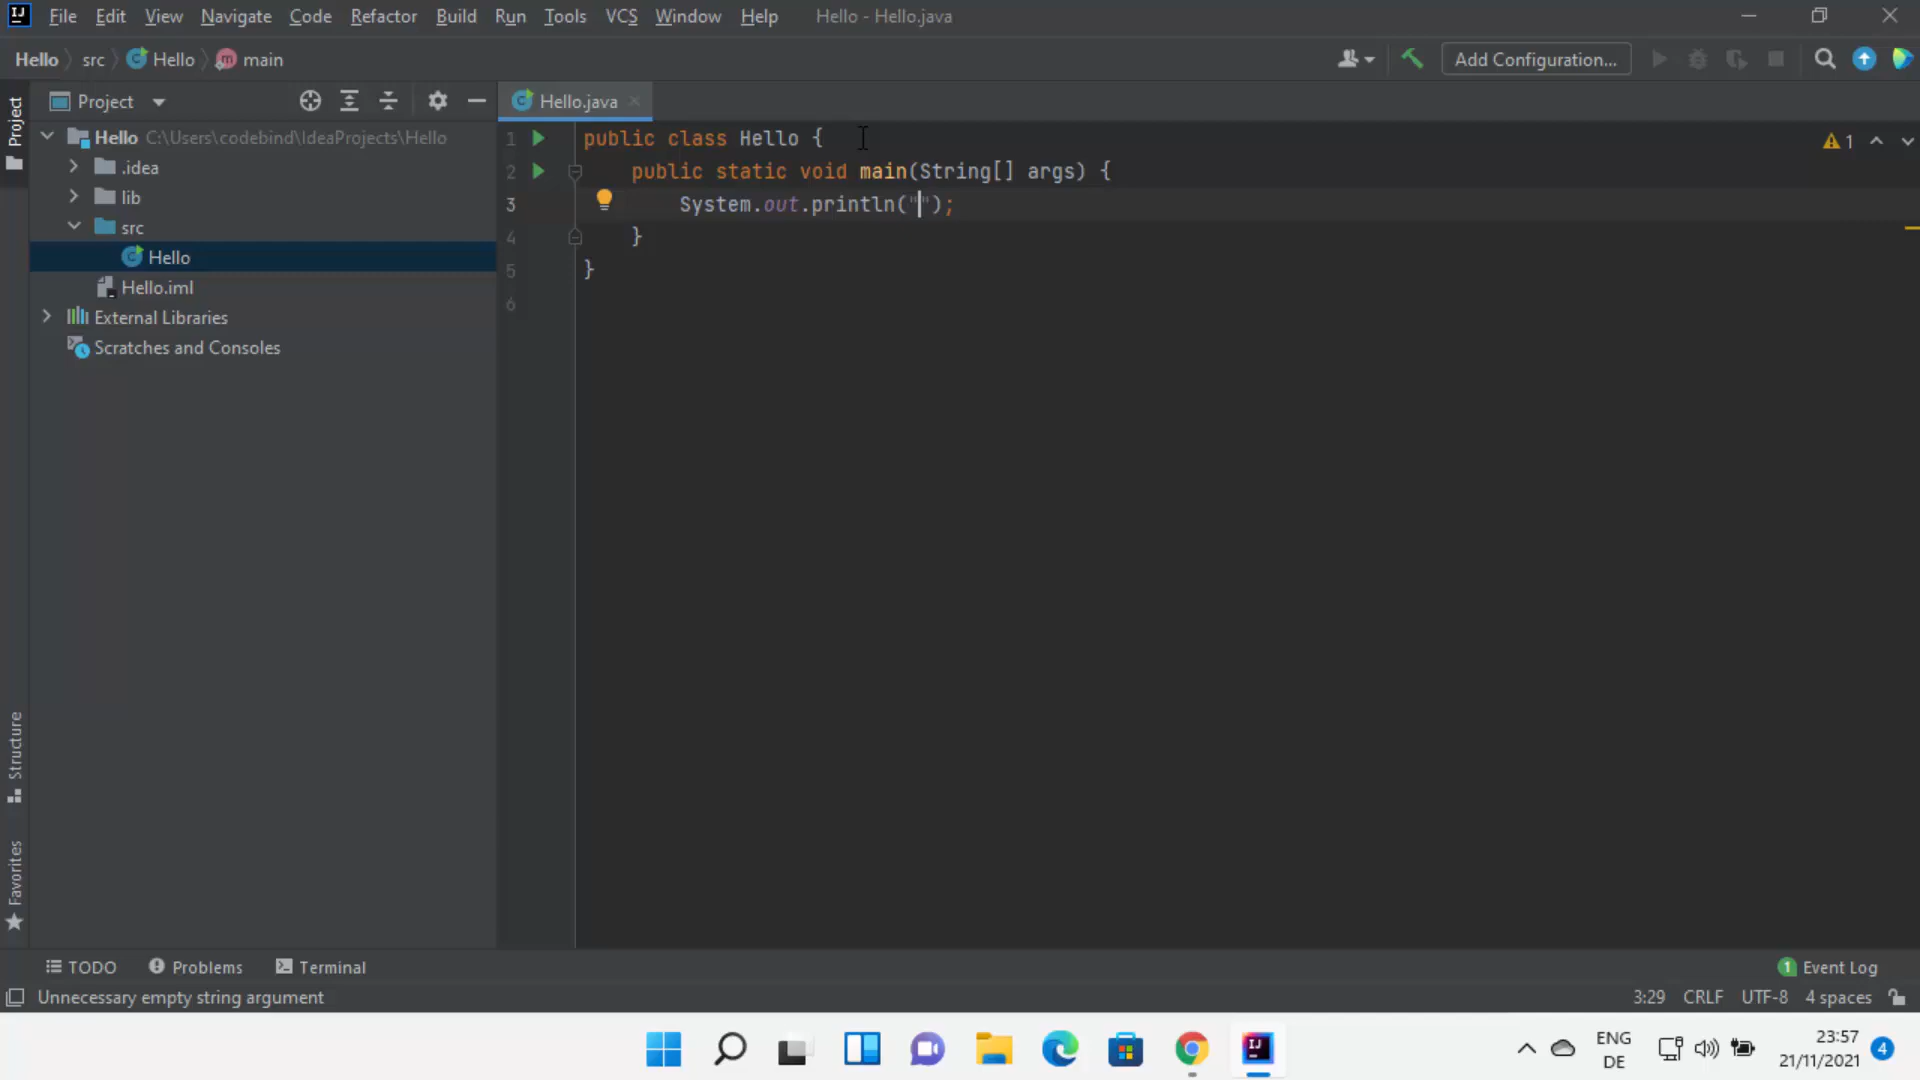 IJ File Edit View Navigate Code Refactor Build Run Tools VCS Window Help Hello - Hello.java
Hello src Hello main Add Configuration...
Project Project Hello.java
Hello C:\Users\codebind\IdeaProjects\Hello
.idea
lib
src
Hello
Hello.iml
External Libraries
Scratches and Consoles
1 public class Hello {
2 public static void main(String[] args) {
3 System.out.println("");
4 }
5 }
6
1
Structure
Favorites
TODO Problems Terminal 1 Event Log
Unnecessary empty string argument 3:29 CRLF UTF-8 4 spaces
IJ ENG 23:57
DE 21/11/2021 4